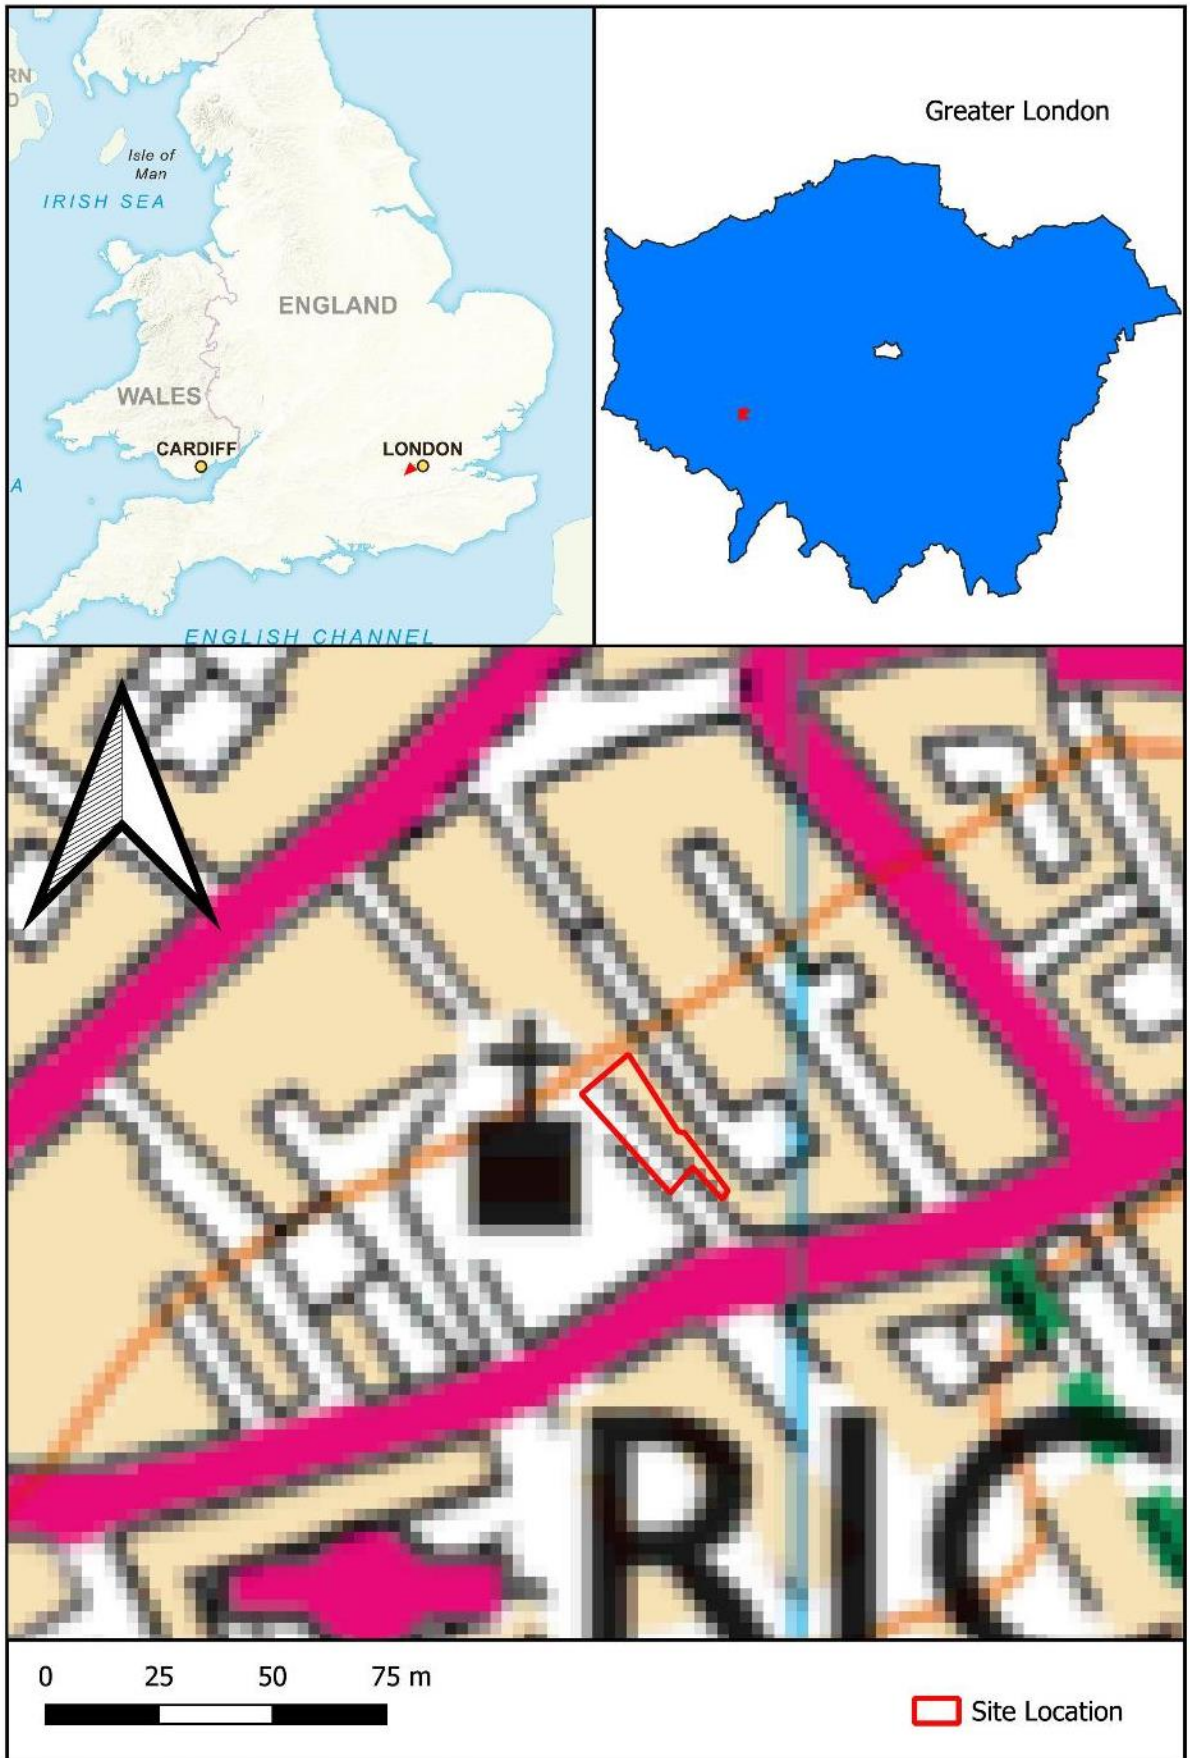 RN
D
Isle of
Man
IRISH SEA
ENGLAND
WALES
CARDIFF
LONDON
A
ENGLISH CHANNEL
Greater London
RIC
0 25 50 75 m
Site Location